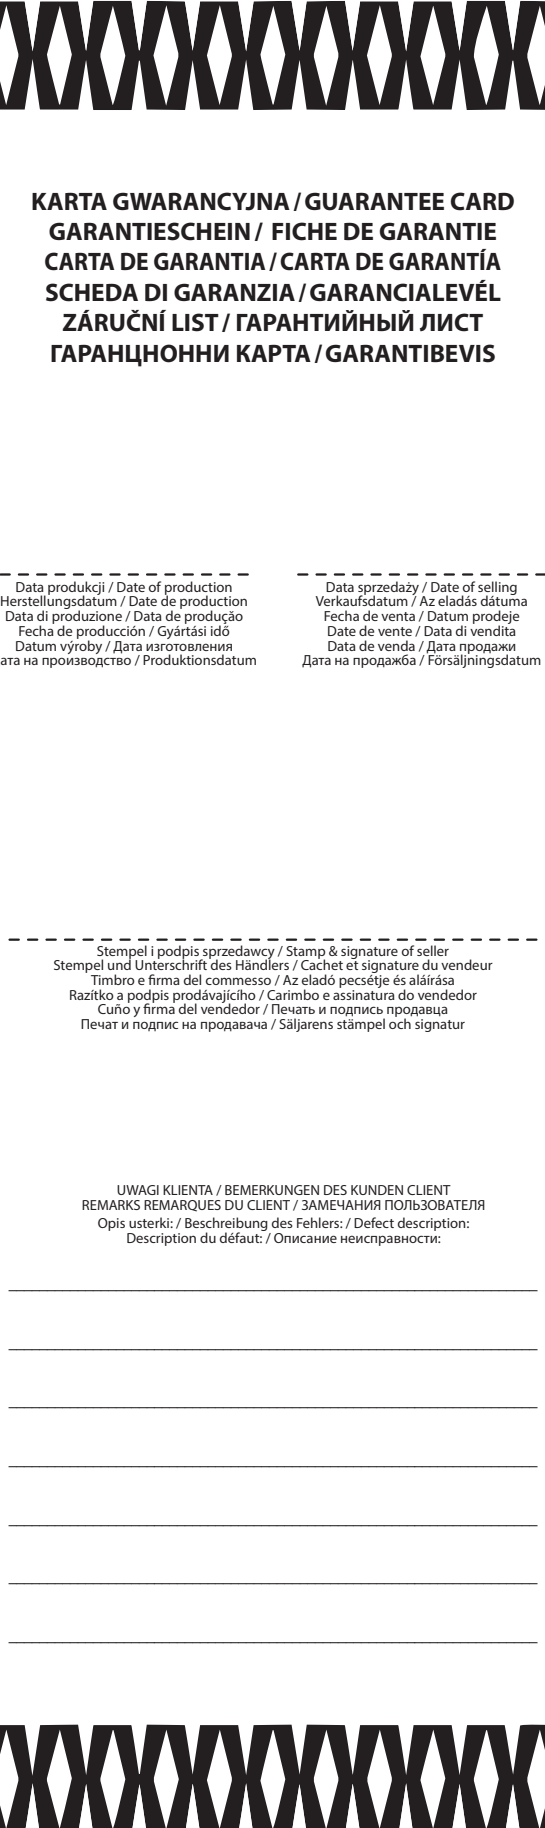 KARTA GWARANCYJNA / GUARANTEE CARD
GARANTIESCHEIN / FICHE DE GARANTIE
CARTA DE GARANTIA / CARTA DE GARANTÍA
SCHEDA DI GARANZIA / GARANCIALEVÉL
ZÁRUČNÍ LIST / ГАРАНТИЙНЫЙ ЛИСТ
ГАРАНЦНОННИ КАРТА / GARANTIBEVIS
Data produkcji / Date of production
Herstellungsdatum / Date de production
Data di produzione / Data de produção
Fecha de producción / Gyártási idő
Datum výroby / Дата изготовления
ата на производство / Produktionsdatum
Data sprzedaży / Date of selling
Verkaufsdatum / Az eladás dátuma
Fecha de venta / Datum prodeje
Date de vente / Data di vendita
Data de venda / Дата продажи
Дата на продажба / Försäljningsdatum
Stempel i podpis sprzedawcy / Stamp & signature of seller
Stempel und Unterschrift des Händlers / Cachet et signature du vendeur
Timbro e firma del commesso / Az eladó pecsétje és aláírása
Razítko a podpis prodávajícího / Carimbo e assinatura do vendedor
Cuño y firma del vendedor / Печать и подпись продавца
Печат и подпис на продавача / Säljarens stämpel och signatur
UWAGI KLIENTA / BEMERKUNGEN DES KUNDEN CLIENT
REMARKS REMARQUES DU CLIENT / ЗАМЕЧАНИЯ ПОЛЬЗОВАТЕЛЯ
Opis usterki: / Beschreibung des Fehlers: / Defect description:
Description du défaut: / Описание неисправности: